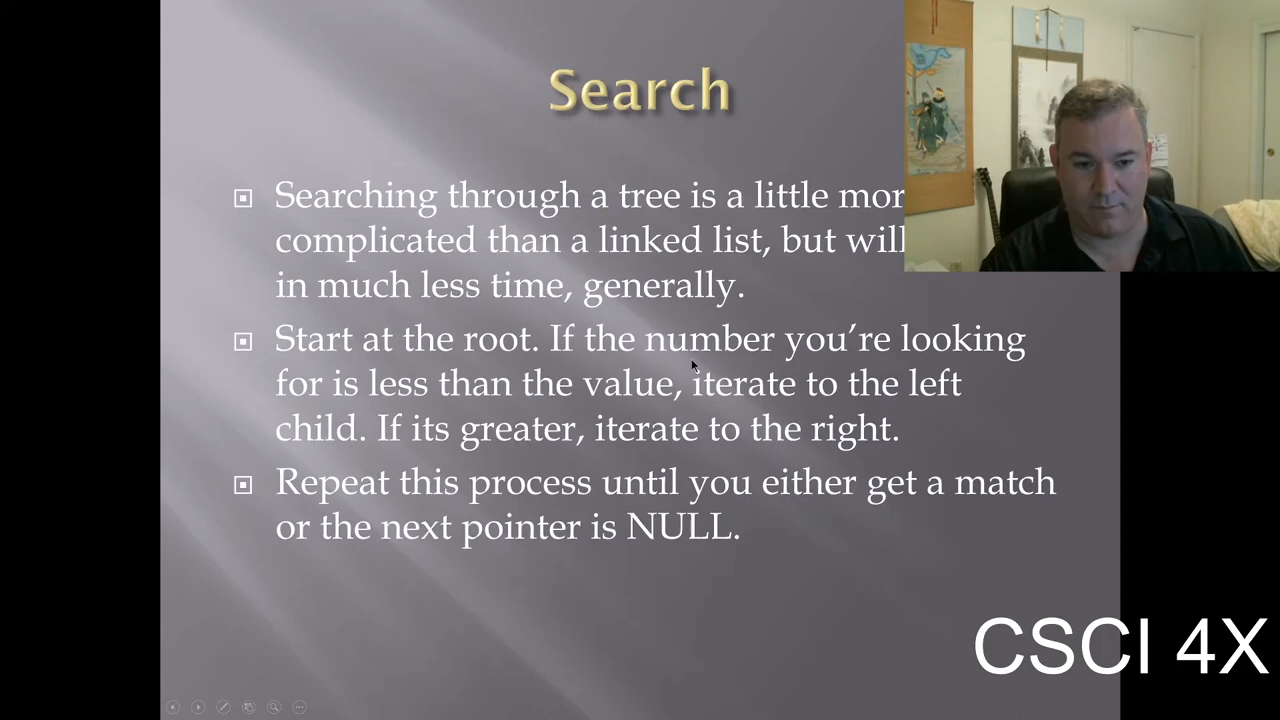 Search
Searching through a tree is a little
complicated than a linked list, but will
in much less time, generally.
Start at the root. If the number you’re looking
for is less than the value, iterate to the left
child. If its greater, iterate to the right.
Repeat this process until you either get a match
or the next pointer is NULL.
CSCI 4X